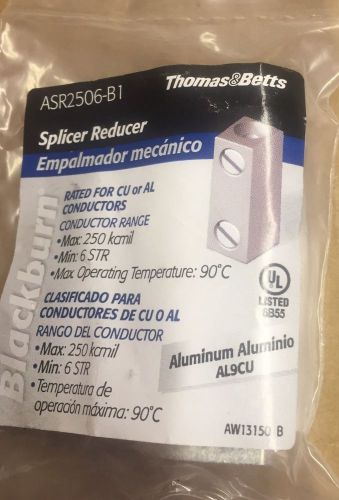 ASR2506-B1
Thomas&Betts
Splicer Reducer
Empalmador mecánico
Blackburn
RATED FOR CU or AL
CONDUCTORS
CONDUCTOR RANGE
•Max: 250 kcmil
•Min: 6 STR
•Max Operating Temperature: 90°C
UL
LISTED
6B55
CLASIFICADO PARA
CONDUCTORES DE CU O AL
RANGO DEL CONDUCTOR
•Max: 250 kcmil
•Min: 6 STR
•Temperatura de
operación máxima: 90°C
Aluminum Aluminio
AL9CU
AW13150 B